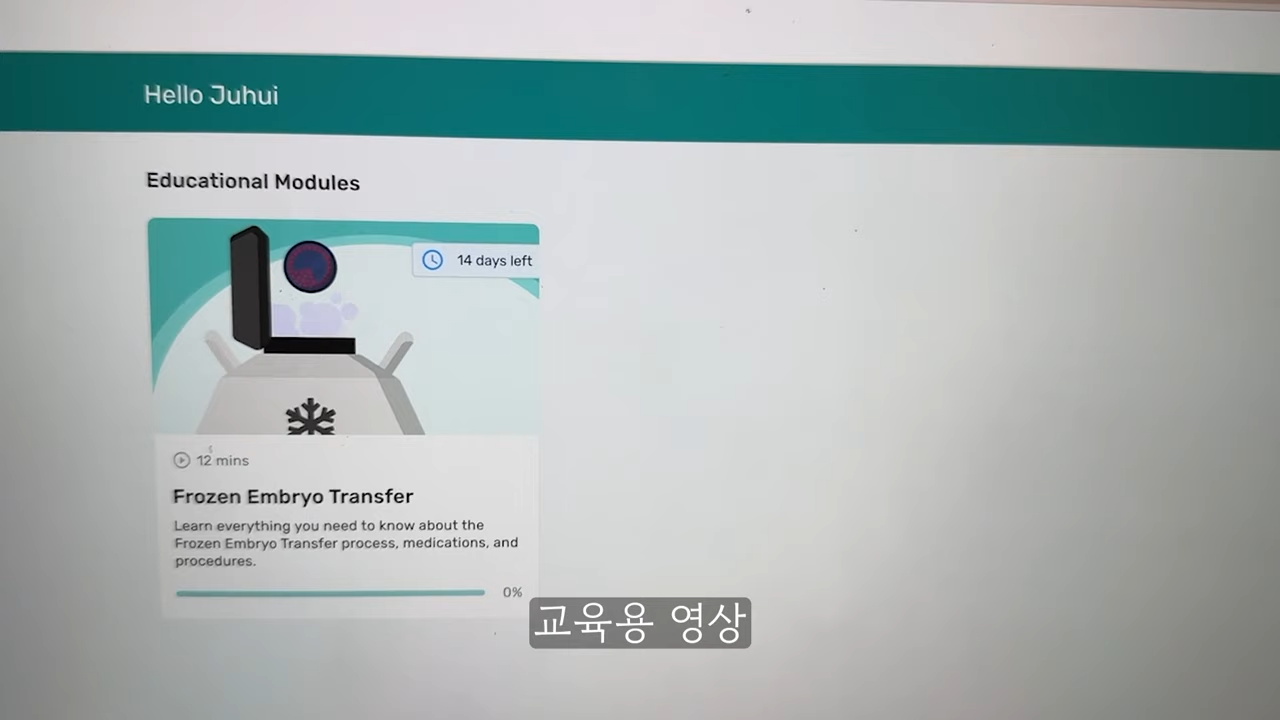 Hello Juhui
Educational Modules
14 days left
12 mins
Frozen Embryo Transfer
Learn everything you need to know about the
Frozen Embryo Transfer process, medications, and
procedures.
0%
교육용 영상